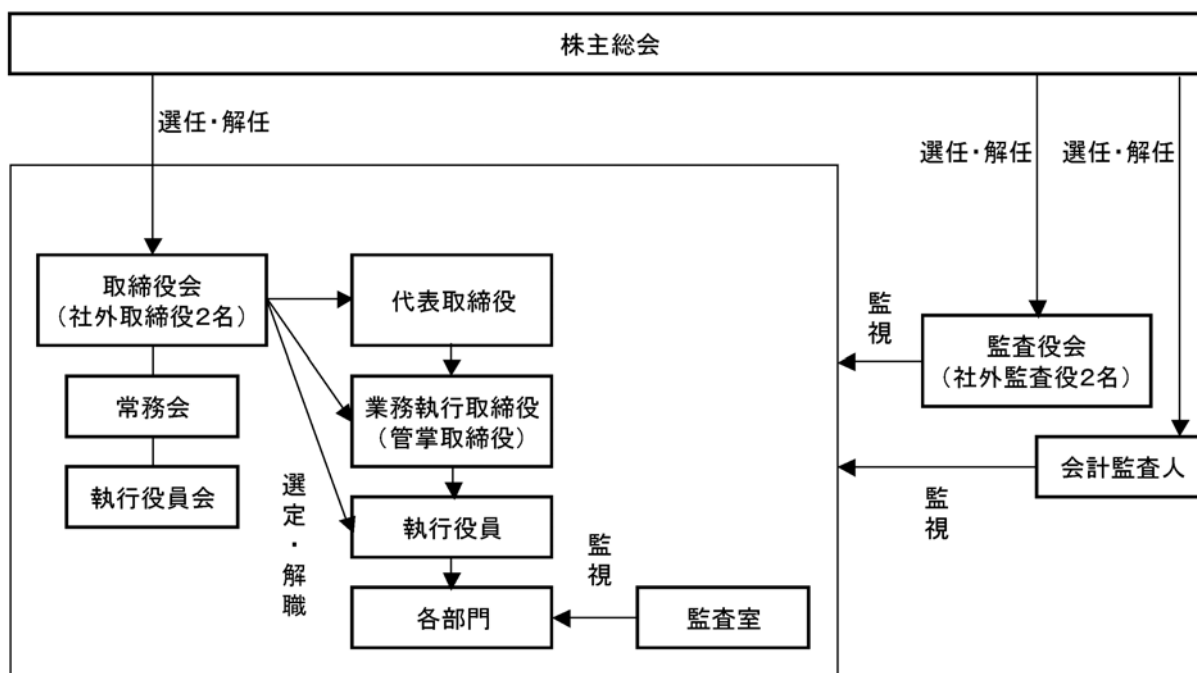 株主総会
選任・解任
選任・解任
選任・解任
取締役会
（社外取締役2名）
代表取締役
監視
監査役会
（社外監査役2名）
常務会
業務執行取締役
（管掌取締役）
会計監査人
執行役員会
選定・解職
執行役員
監視
監視
各部門
監査室